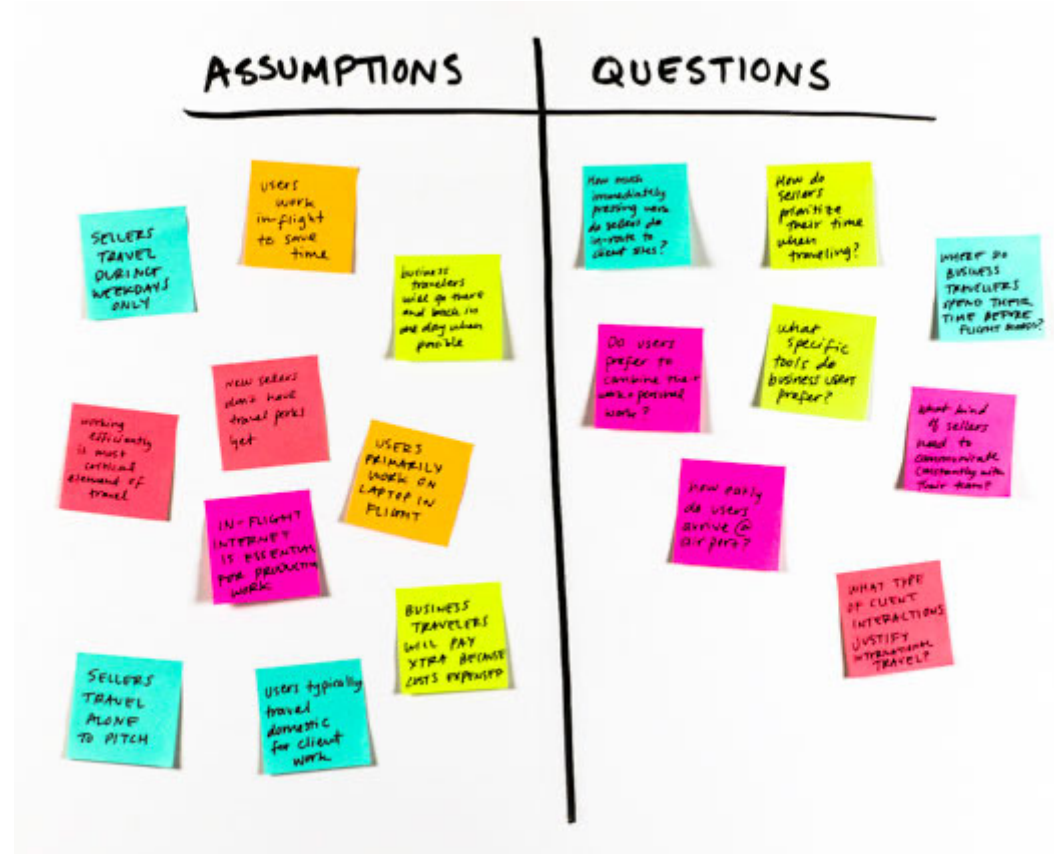 ASSUMPTIONS
SELLERS
TRAVEL
DURING
WEEKDAYS
ONLY
users
work
in-flight
to save
time
business
travelers
will go there
and back in
one day when
possible
New sellers
don't have
travel perks
yet
working
efficiently
is most
critical
element of
travel
USERS
PRIMARILY
WORK ON
LAPTOP IN
FLIGHT
IN-FLIGHT
INTERNET
IS ESSENTIAL
FOR PRODUCTIVE
WORK
BUSINESS
TRAVELERS
WILL PAY
XTRA BECAUSE
COSTS EXPENSED
SELLERS
TRAVEL
ALONE
TO PITCH
Users typically
travel
domestic
for client
work
QUESTIONS
How much
immediately
pressing work
do sellers do
in-route to
client sites?
How do
sellers
prioritize
their time
when
traveling?
WHERE DO
BUSINESS
TRAVELLERS
SPEND THEIR
TIME BEFORE
FLIGHT BOARDS?
Do users
prefer to
combine their
work + personal
work?
What
specific
tools do
business users
prefer?
What kind
of sellers
need to
communicate
constantly with
their team?
how early
do users
arrive @
airport?
WHAT TYPE
OF CLIENT
INTERACTIONS
JUSTIFY
INTERNATIONAL
TRAVEL?